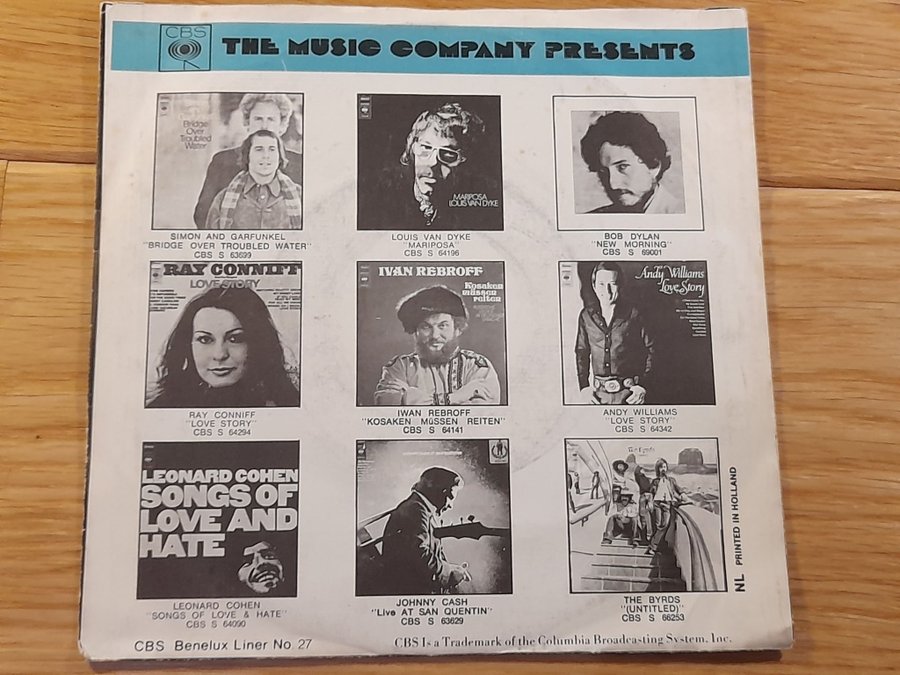 CBS
THE MUSIC COMPANY PRESENTS
Bridge
Over
Troubled
Water
MARIPOSA
LOUIS VAN DYKE
SIMON AND GARFUNKEL
"BRIDGE OVER TROUBLED WATER"
CBS S 63699
LOUIS VAN DYKE
"MARIPOSA"
CBS S 64196
BOB DYLAN
"NEW MORNING"
CBS S 69001
RAY CONNIFF
LOVE STORY
IVAN REBROFF
Kosaken
müssen
reiten
Andy Williams
Love Story
RAY CONNIFF
"LOVE STORY"
CBS S 64294
IWAN REBROFF
"KOSAKEN MüSSEN REITEN"
CBS S 64141
ANDY WILLIAMS
"LOVE STORY"
CBS S 64342
LEONARD COHEN
SONGS OF
LOVE AND
HATE
The Byrds
LEONARD COHEN
"SONGS OF LOVE & HATE"
CBS S 64090
JOHNNY CASH
"Live AT SAN QUENTIN"
CBS S 63629
THE BYRDS
"(UNTITLED)"
CBS S 66253
NL PRINTED IN HOLLAND
CBS Benelux Liner No. 27
CBS Is a Trademark of the Columbia Broadcasting System, Inc.